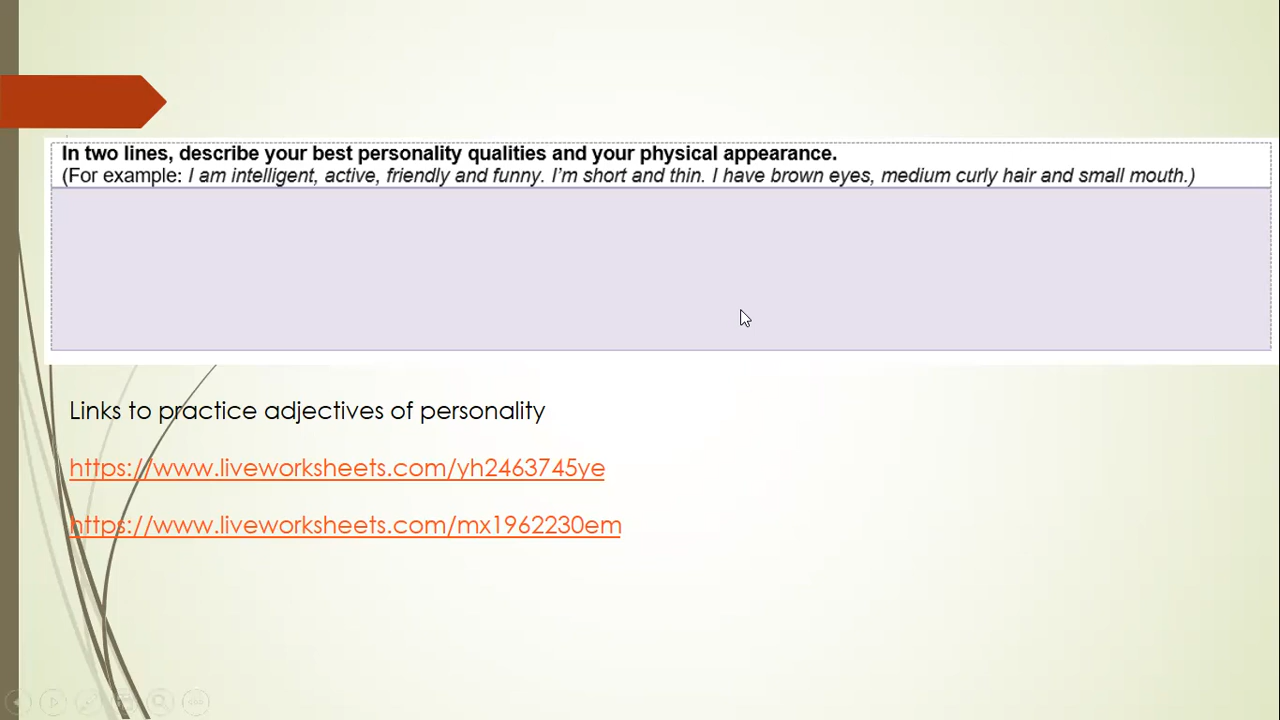 In two lines, describe your best personality qualities and your physical appearance.
(For example: I am intelligent, active, friendly and funny. I'm short and thin. I have brown eyes, medium curly hair and small mouth.)
Links to practice adjectives of personality
https://www.liveworksheets.com/yh2463745ye
https://www.liveworksheets.com/mx1962230em